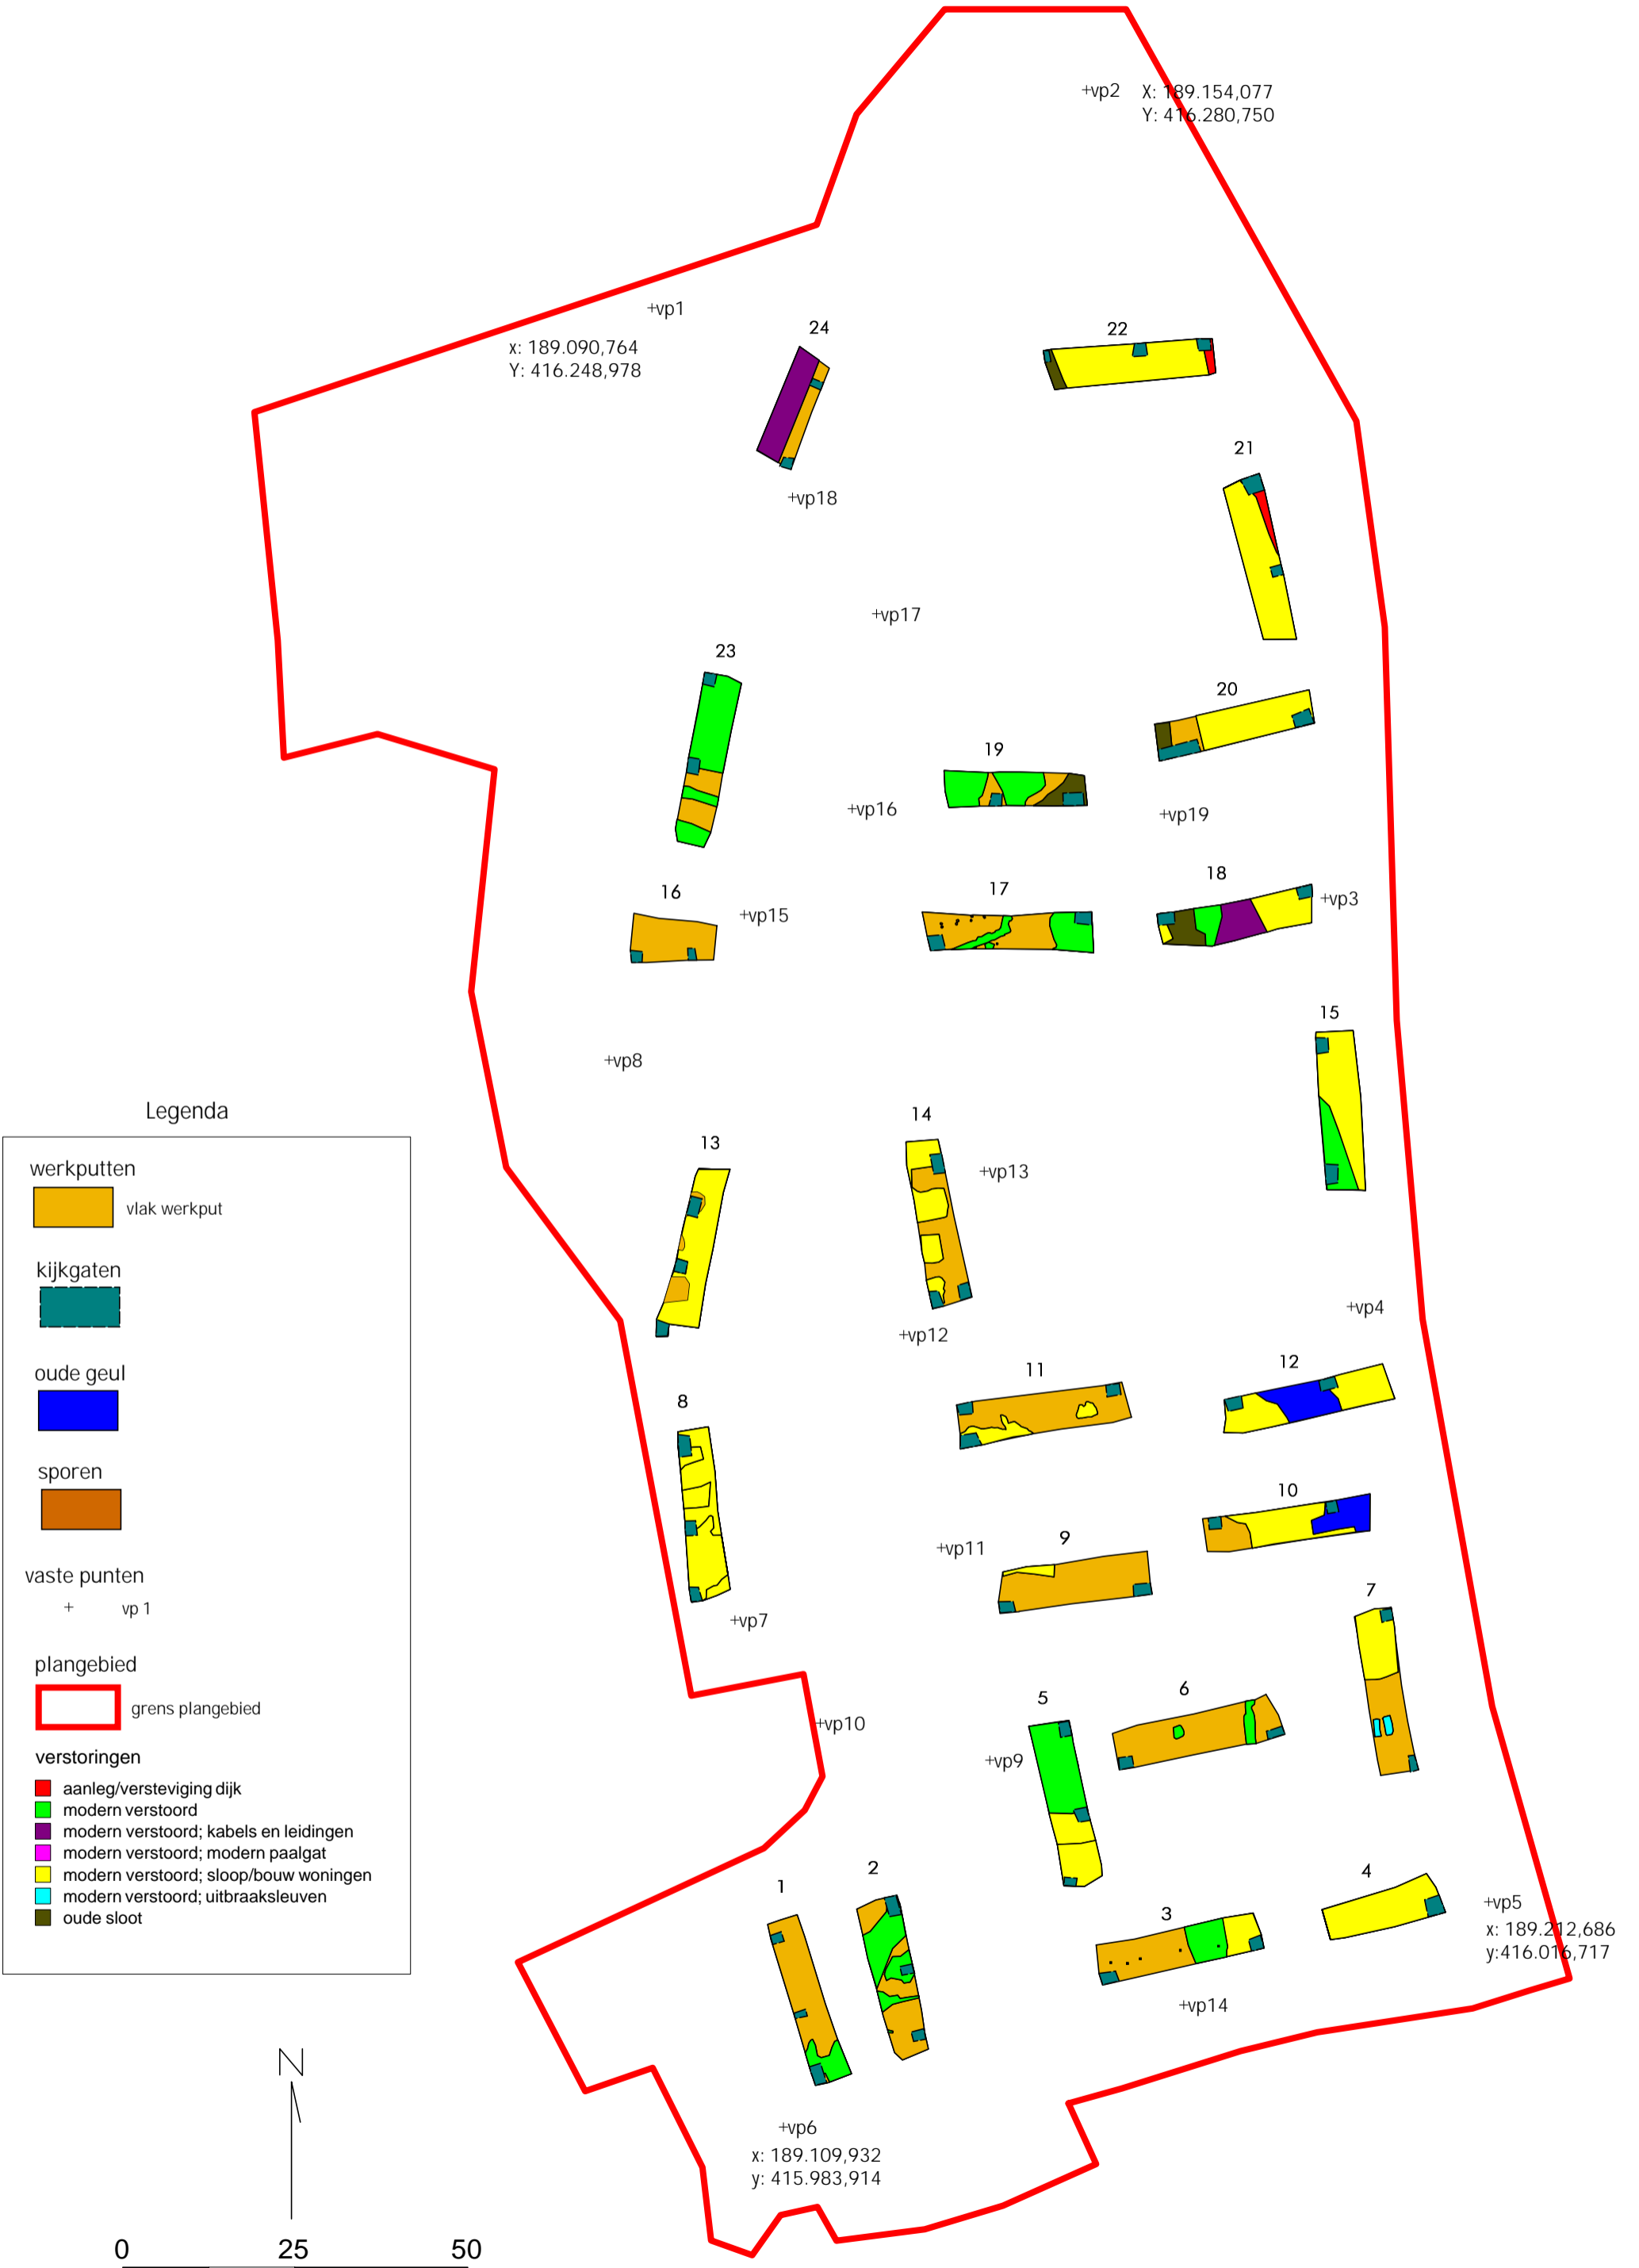 +vp2
X: 189.154,077
Y: 416.280,750
+vp1
x: 189.090,764
Y: 416.248,978
24
22
+vp18
21
+vp17
23
20
19
+vp16
+vp19
16
+vp15
17
18
+vp3
15
+vp8
14
13
+vp13
+vp12
+vp4
11
12
8
10
+vp11
9
+vp7
7
6
5
+vp10
+vp9
4
2
1
3
+vp5
x: 189.212,686
y:416.016,717
+vp14
+vp6
x: 189.109,932
y: 415.983,914
Legenda
werkputten
vlak werkput
kijkgaten
oude geul
sporen
vaste punten
+ vp 1
plangebied
grens plangebied
verstoringen
aanleg/versteviging dijk
modern verstoord
modern verstoord; kabels en leidingen
modern verstoord; modern paalgat
modern verstoord; sloop/bouw woningen
modern verstoord; uitbraaksleuven
oude sloot
N
0 25 50